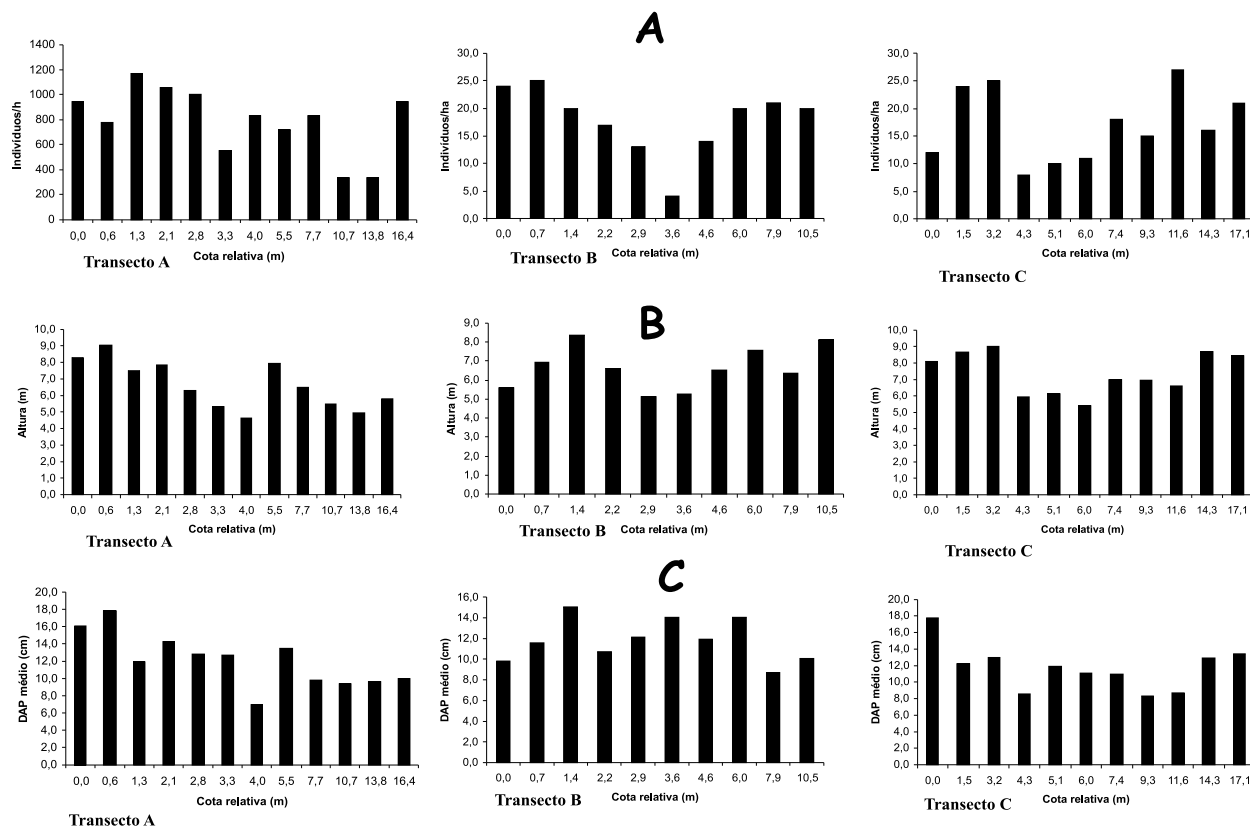 A
Indivíduos/h
1400
1200
1000
800
600
400
200
0
0,0 0,6 1,3 2,1 2,8 3,3 4,0 5,5 7,7 10,7 13,8 16,4
Cota relativa (m)
Transecto A
Indivíduos/ha
30,0
25,0
20,0
15,0
10,0
5,0
0,0
0,0 0,7 1,4 2,2 2,9 3,6 4,6 6,0 7,9 10,5
Cota relativa (m)
Transecto B
Indivíduos/ha
30,0
25,0
20,0
15,0
10,0
5,0
0,0
0,0 1,5 3,2 4,3 5,1 6,0 7,4 9,3 11,6 14,3 17,1
Cota relativa (m)
Transecto C
B
Altura (m)
10,0
9,0
8,0
7,0
6,0
5,0
4,0
3,0
2,0
1,0
0,0
0,0 0,6 1,3 2,1 2,8 3,3 4,0 5,5 7,7 10,7 13,8 16,4
Cota relativa (m)
Transecto A
Altura (m)
9,0
8,0
7,0
6,0
5,0
4,0
3,0
2,0
1,0
0,0
0,0 0,7 1,4 2,2 2,9 3,6 4,6 6,0 7,9 10,5
Transecto B Cota relativa (m)
Altura (m)
10,0
9,0
8,0
7,0
6,0
5,0
4,0
3,0
2,0
1,0
0,0
0,0 1,5 3,2 4,3 5,1 6,0 7,4 9,3 11,6 14,3 17,1
Cota relativa (m)
Transecto C
C
DAP médio (cm)
20,0
18,0
16,0
14,0
12,0
10,0
8,0
6,0
4,0
2,0
0,0
0,0 0,6 1,3 2,1 2,8 3,3 4,0 5,5 7,7 10,7 13,8 16,4
Cota relativa (m)
Transecto A
DAP médio (cm)
16,0
14,0
12,0
10,0
8,0
6,0
4,0
2,0
0,0
0,0 0,7 1,4 2,2 2,9 3,6 4,6 6,0 7,9 10,5
Cota relativa (m)
Transecto B
DAP médio (cm)
20,0
18,0
16,0
14,0
12,0
10,0
8,0
6,0
4,0
2,0
0,0
0,0 1,5 3,2 4,3 5,1 6,0 7,4 9,3 11,6 14,3 17,1
Transecto C Cota relativa (m)